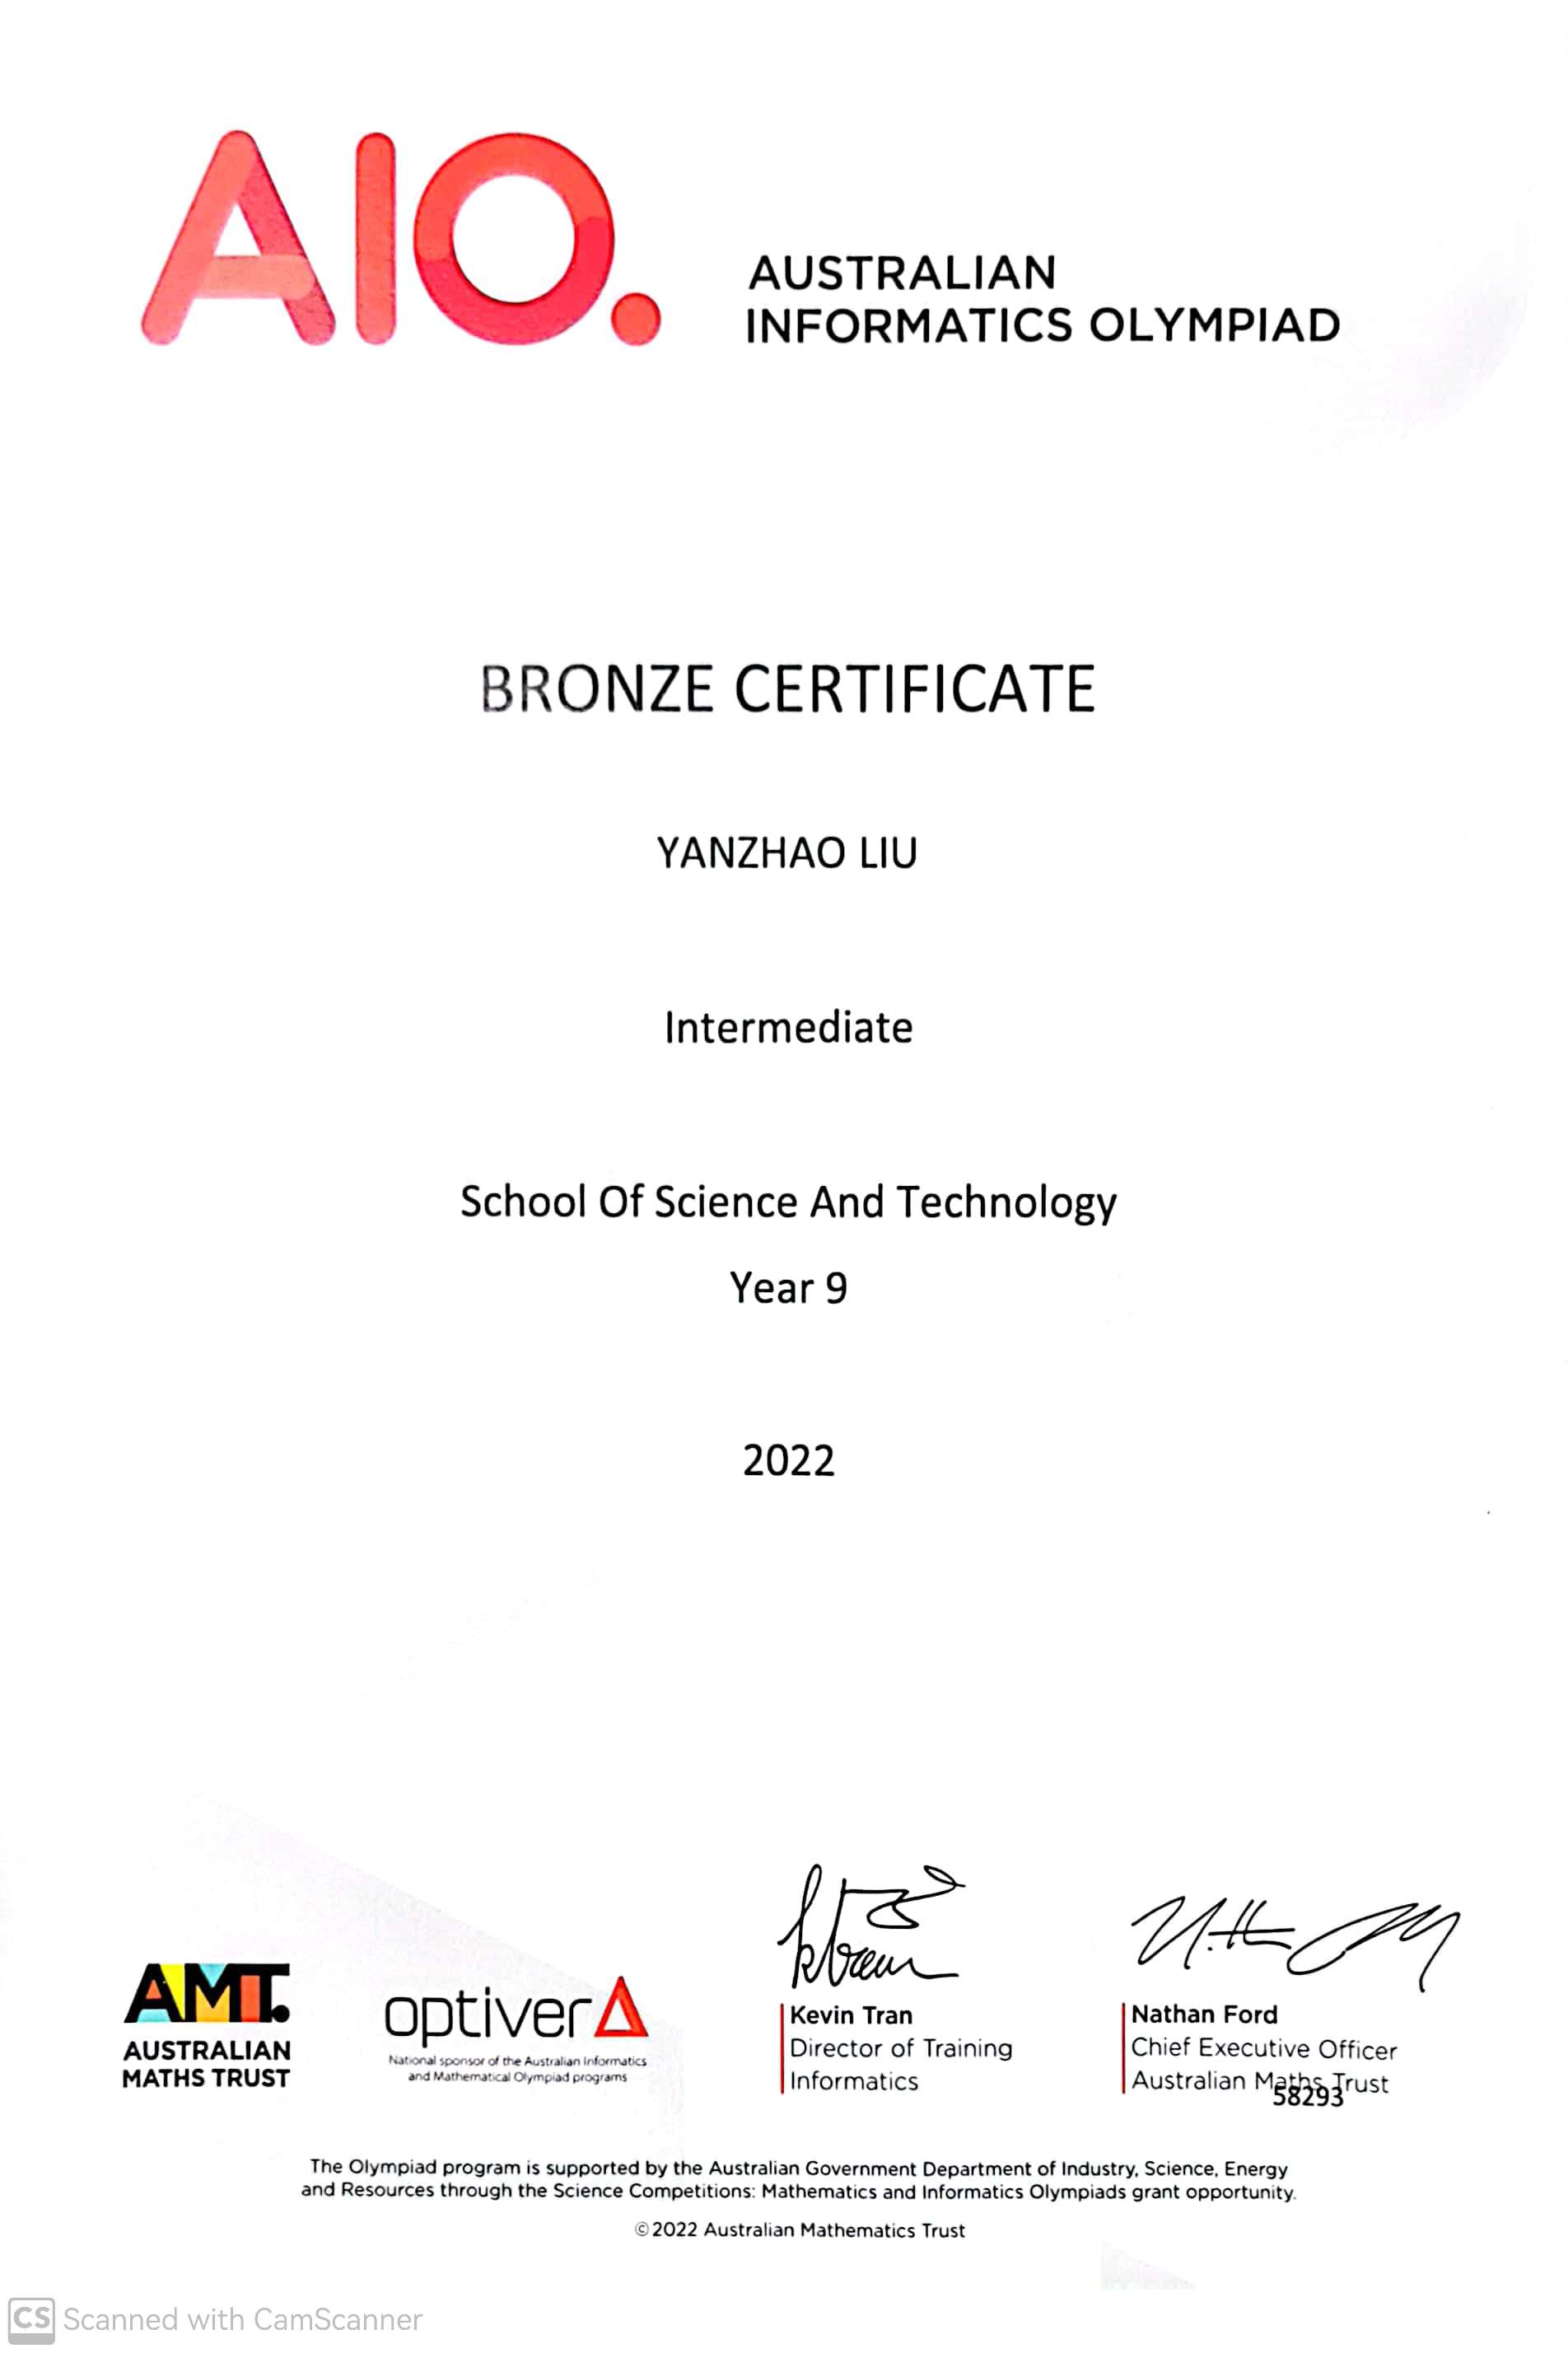 AIO.
AUSTRALIAN
INFORMATICS OLYMPIAD
BRONZE CERTIFICATE
YANZHAO LIU
Intermediate
School Of Science And Technology
Year 9
2022
AMT.
AUSTRALIAN
MATHS TRUST
optiver
National sponsor of the Australian Informatics
and Mathematical Olympiad programs
ktran
Kevin Tran
Director of Training
Informatics
Nathan Ford
Chief Executive Officer
Australian Maths Trust
58293
The Olympiad program is supported by the Australian Government Department of Industry, Science, Energy
and Resources through the Science Competitions: Mathematics and Informatics Olympiads grant opportunity.
©2022 Australian Mathematics Trust
CS Scanned with CamScanner